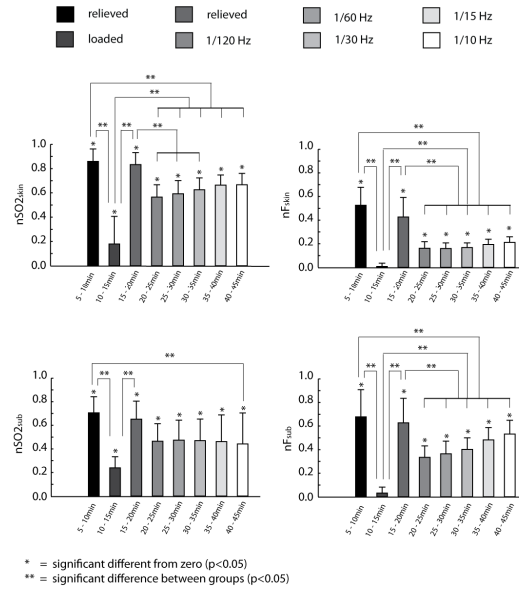 relieved relieved 1/60 Hz 1/15 Hz
loaded 1/120 Hz 1/30 Hz 1/10 Hz
**
**
** ** **
* * * * * * * *
nSO2skin
1.0
0.8
0.6
0.4
0.2
0.0
5 - 10min
10 - 15min
15 - 20min
20 - 25min
25 - 30min
30 - 35min
35 - 40min
40 - 45min
**
**
** ** **
* * * * * * *
nFskin
1.0
0.8
0.6
0.4
0.2
0.0
5 - 10min
10 - 15min
15 - 20min
20 - 25min
25 - 30min
30 - 35min
35 - 40min
40 - 45min
**
** **
* * * * * * * *
nSO2sub
1.0
0.8
0.6
0.4
0.2
0.0
5 - 10min
10 - 15min
15 - 20min
20 - 25min
25 - 30min
30 - 35min
35 - 40min
40 - 45min
**
**
** ** **
* * * * * * *
nFsub
1.0
0.8
0.6
0.4
0.2
0.0
5 - 10min
10 - 15min
15 - 20min
20 - 25min
25 - 30min
30 - 35min
35 - 40min
40 - 45min
* = significant different from zero (p<0.05)
** = significant difference between groups (p<0.05)